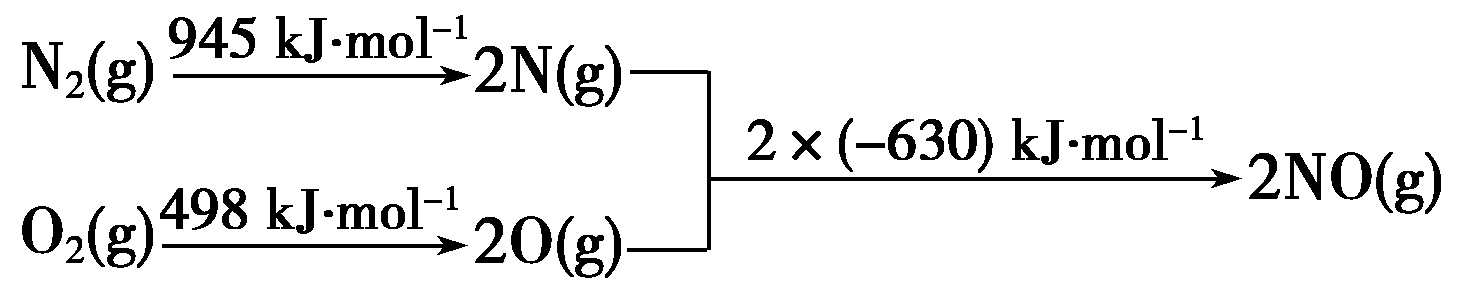 N₂(g) 945 kJ·mol⁻¹ 2N(g)
2 × (−630) kJ·mol⁻¹ 2NO(g)
O₂(g) 498 kJ·mol⁻¹ 2O(g)